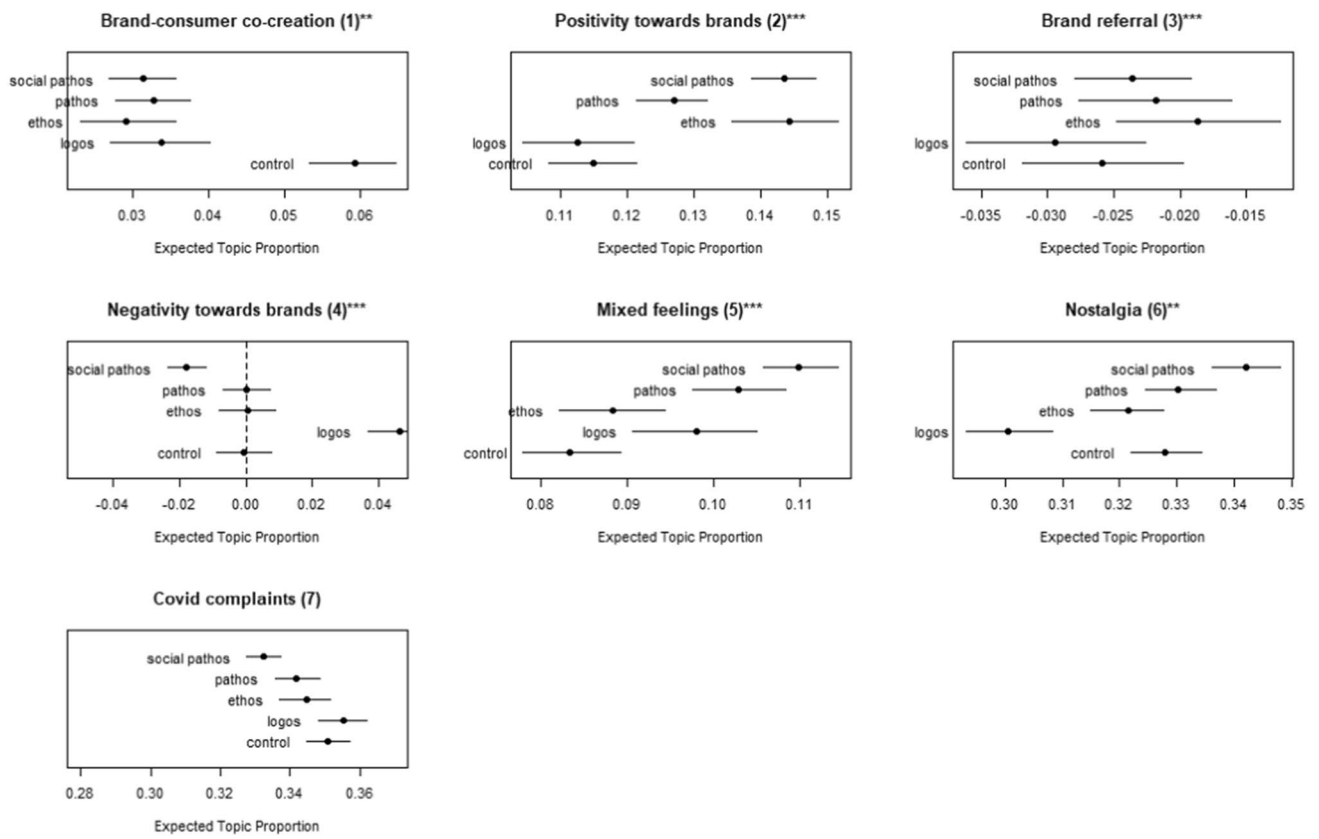 Brand-consumer co-creation (1)**
social pathos
pathos
ethos
logos
control
0.03 0.04 0.05 0.06
Expected Topic Proportion
Positivity towards brands (2)***
social pathos
pathos
ethos
logos
control
0.11 0.12 0.13 0.14 0.15
Expected Topic Proportion
Brand referral (3)***
social pathos
pathos
ethos
logos
control
-0.035 -0.030 -0.025 -0.020 -0.015
Expected Topic Proportion
Negativity towards brands (4)***
social pathos
pathos
ethos
logos
control
-0.04 -0.02 0.00 0.02 0.04
Expected Topic Proportion
Mixed feelings (5)***
social pathos
pathos
ethos
logos
control
0.08 0.09 0.10 0.11
Expected Topic Proportion
Nostalgia (6)**
social pathos
pathos
ethos
logos
control
0.30 0.31 0.32 0.33 0.34 0.35
Expected Topic Proportion
Covid complaints (7)
social pathos
pathos
ethos
logos
control
0.28 0.30 0.32 0.34 0.36
Expected Topic Proportion